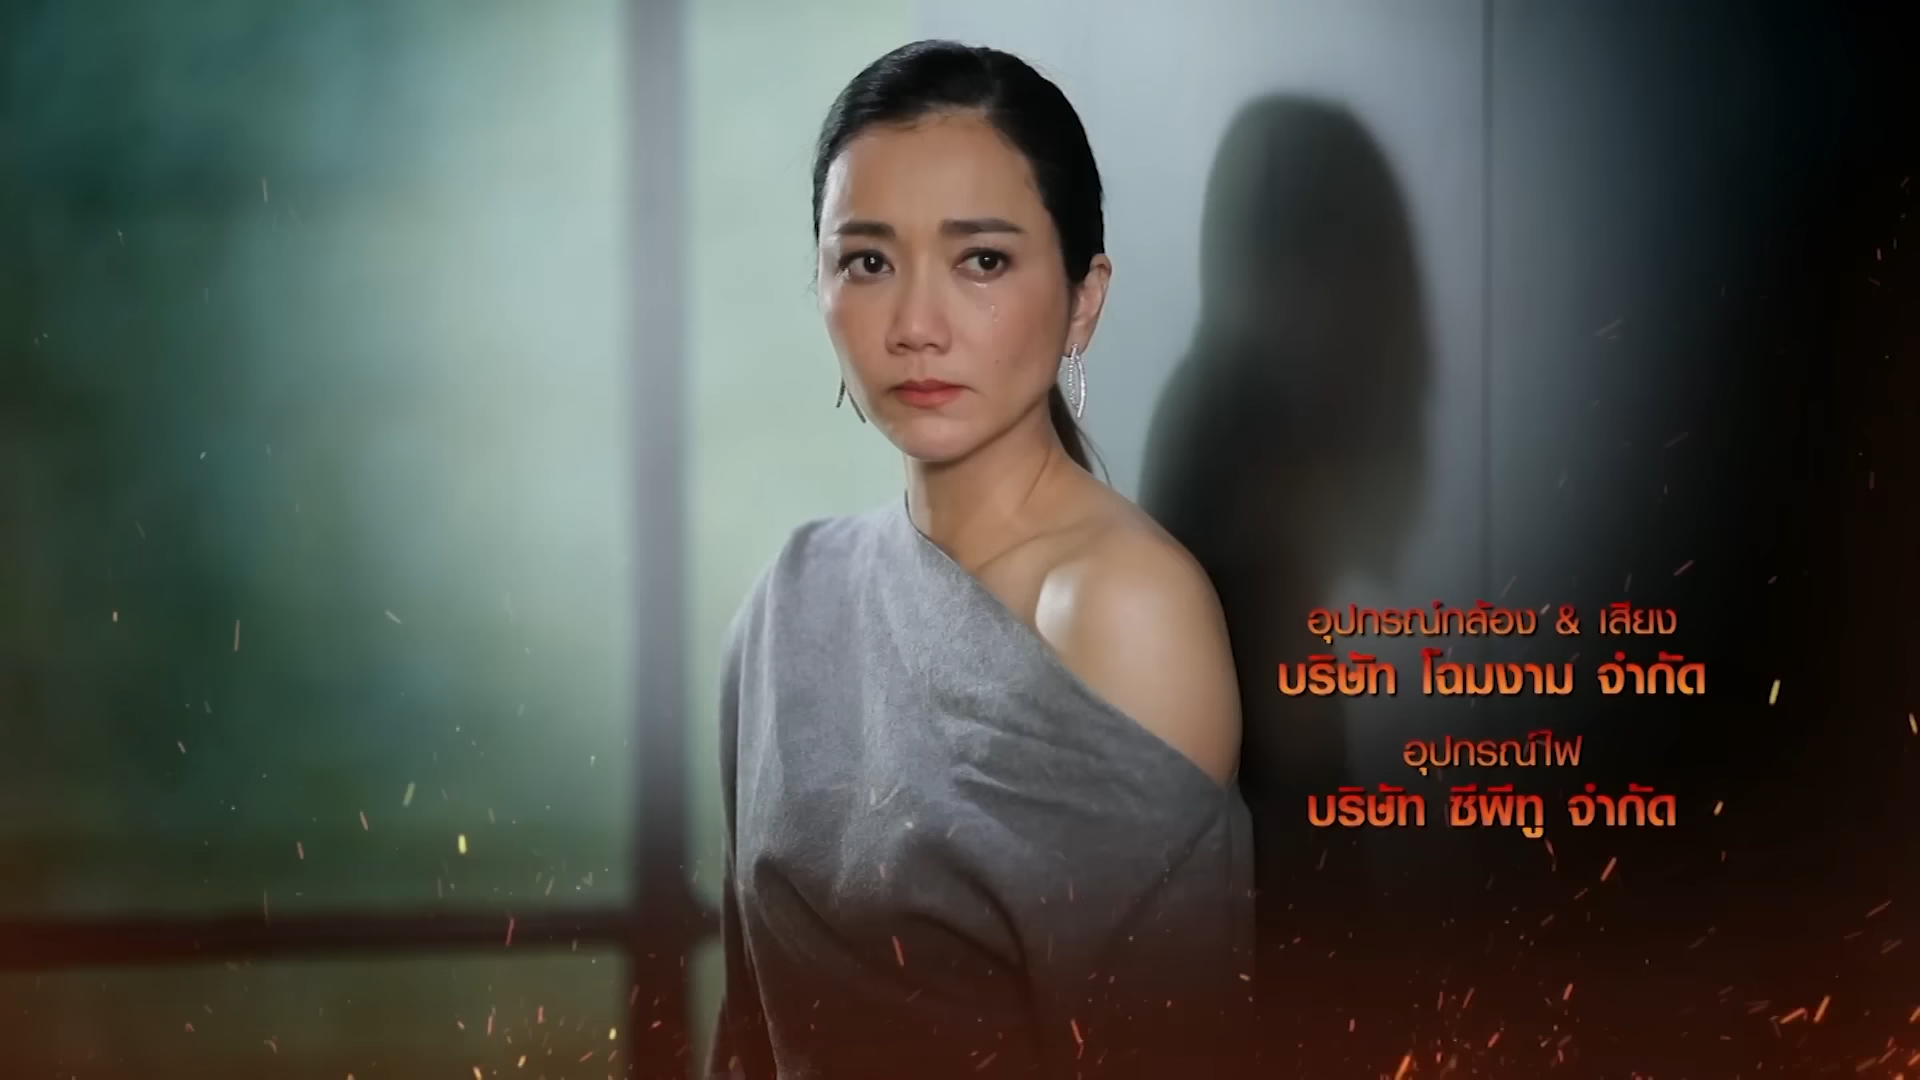 อุปกรณ์กล้อง & เสียง
บริษัท โฉมงาม จำกัด
อุปกรณ์ไฟ
บริษัท ซีพีทู จำกัด